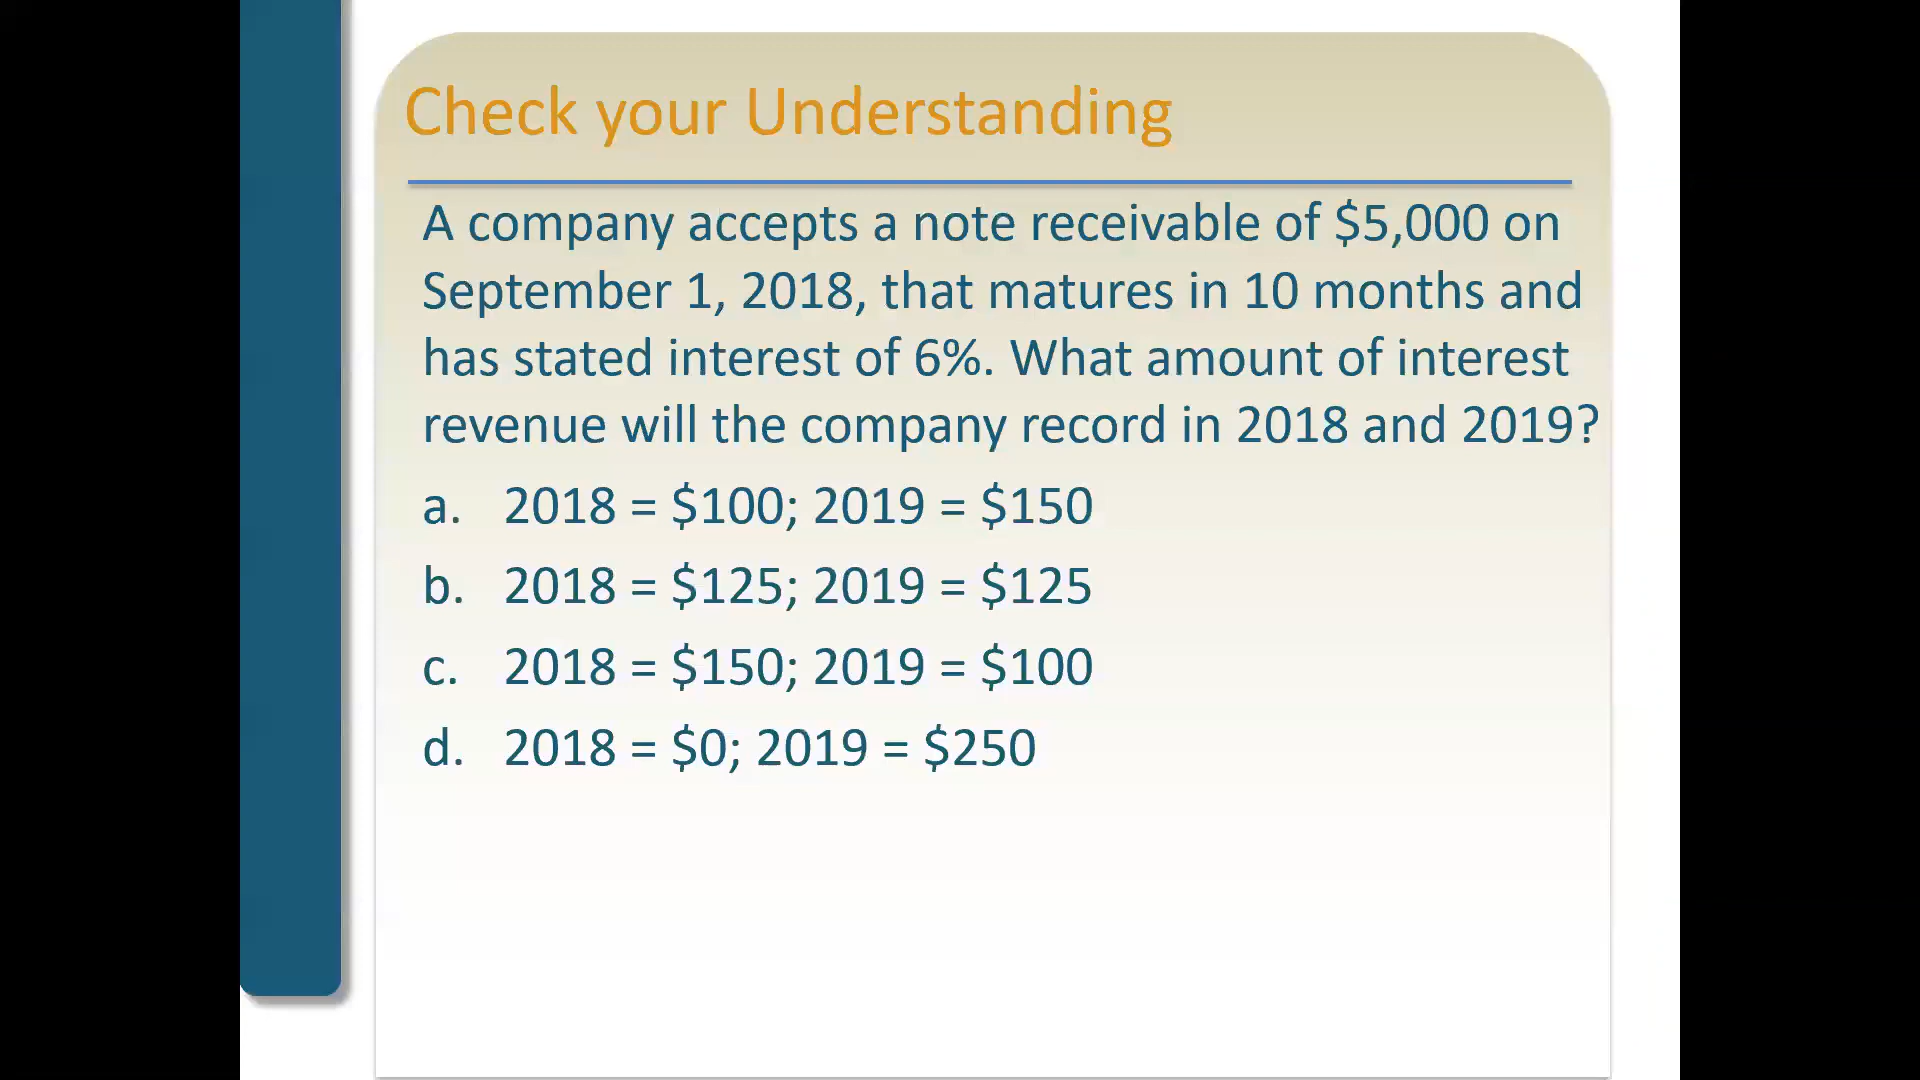 Check your Understanding
A company accepts a note receivable of $5,000 on
September 1, 2018, that matures in 10 months and
has stated interest of 6%. What amount of interest
revenue will the company record in 2018 and 2019?
a. 2018 = $100; 2019 = $150
b. 2018 = $125; 2019 = $125
c. 2018 = $150; 2019 = $100
d. 2018 = $0; 2019 = $250